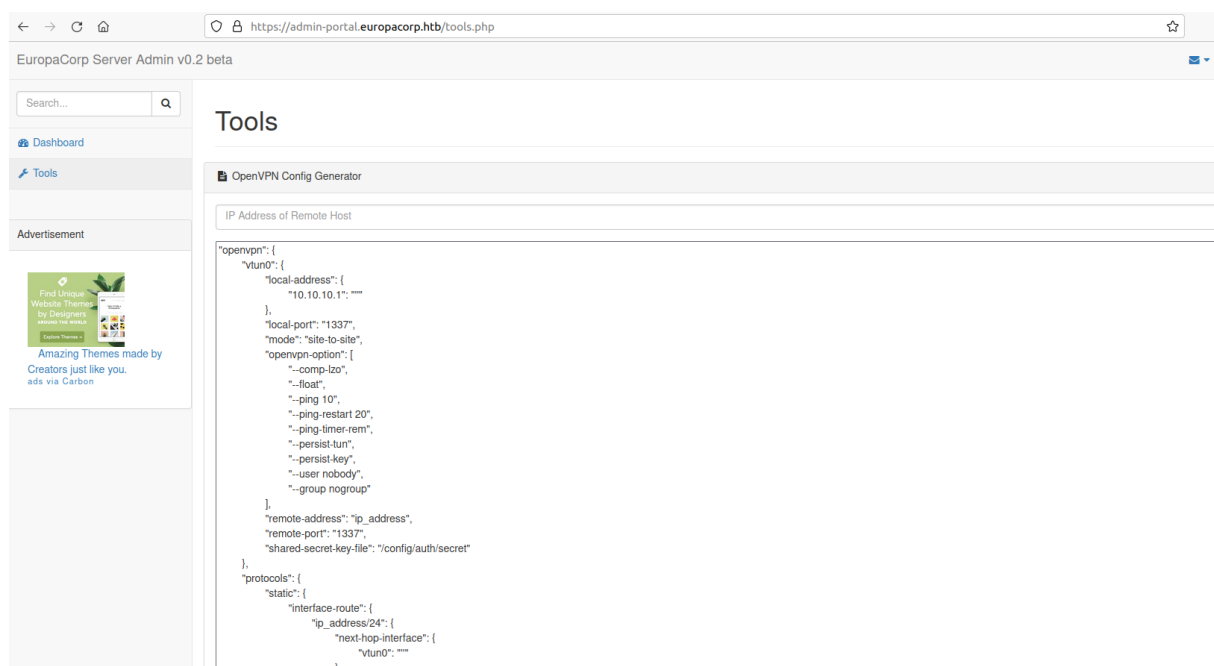 https://admin-portal.europacorp.htb/tools.php
EuropaCorp Server Admin v0.2 beta
Search...
Dashboard
Tools
Advertisement
Find Unique
Website Themes
by Designers
AROUND THE WORLD
Explore Themes
Amazing Themes made by
Creators just like you.
ads via Carbon
Tools
OpenVPN Config Generator
IP Address of Remote Host
"openvpn": {
"vtun0": {
"local-address": {
"10.10.10.1": """"
},
"local-port": "1337",
"mode": "site-to-site",
"openvpn-option": [
"--comp-lzo",
"--float",
"--ping 10",
"--ping-restart 20",
"--ping-timer-rem",
"--persist-tun",
"--persist-key",
"--user nobody",
"--group nogroup"
],
"remote-address": "ip_address",
"remote-port": "1337",
"shared-secret-key-file": "/config/auth/secret"
},
"protocols": {
"static": {
"interface-route": {
"ip_address/24": {
"next-hop-interface": {
"vtun0": """"